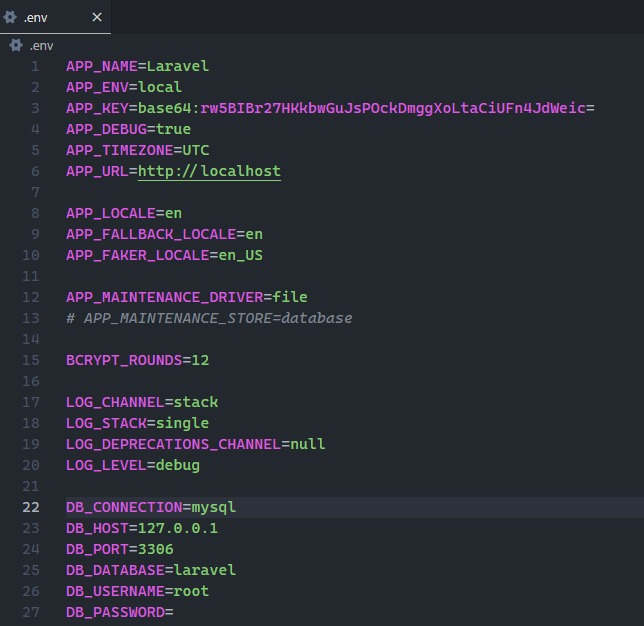 .env
.env
1 APP_NAME=Laravel
2 APP_ENV=local
3 APP_KEY=base64:rw5BIBr27HKkbwGuJsPOckDmggXoLtaCiUFn4JdWeic=
4 APP_DEBUG=true
5 APP_TIMEZONE=UTC
6 APP_URL=http://localhost
7
8 APP_LOCALE=en
9 APP_FALLBACK_LOCALE=en
10 APP_FAKER_LOCALE=en_US
11
12 APP_MAINTENANCE_DRIVER=file
13 # APP_MAINTENANCE_STORE=database
14
15 BCRYPT_ROUNDS=12
16
17 LOG_CHANNEL=stack
18 LOG_STACK=single
19 LOG_DEPRECATIONS_CHANNEL=null
20 LOG_LEVEL=debug
21
22 DB_CONNECTION=mysql
23 DB_HOST=127.0.0.1
24 DB_PORT=3306
25 DB_DATABASE=laravel
26 DB_USERNAME=root
27 DB_PASSWORD=